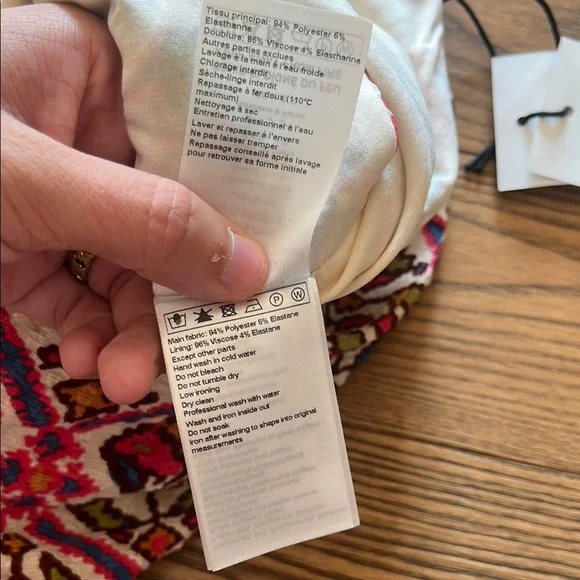 Tissu principal: 94% Polyester 6%
Elasthanne
Doublure: 96% Viscose 4% Elasthanne
Autres parties exclues
Lavage à la main à l'eau froide
Chlorage interdit
Sèche-linge interdit
Repassage à fer doux (110°C
maximum)
Nettoyage à sec
Entretien professionnel à l'eau
Laver et repasser à l'envers
Ne pas laisser tremper
Repassage conseillé après lavage
pour retrouver sa forme initiale
P W
Main fabric: 94% Polyester 6% Elastane
Lining: 96% Viscose 4% Elastane
Except other parts
Hand wash in cold water
Do not bleach
Do not tumble dry
Low ironing
Dry clean
Professional wash with water
Wash and iron inside out
Do not soak
Iron after washing to shape into original
measurements